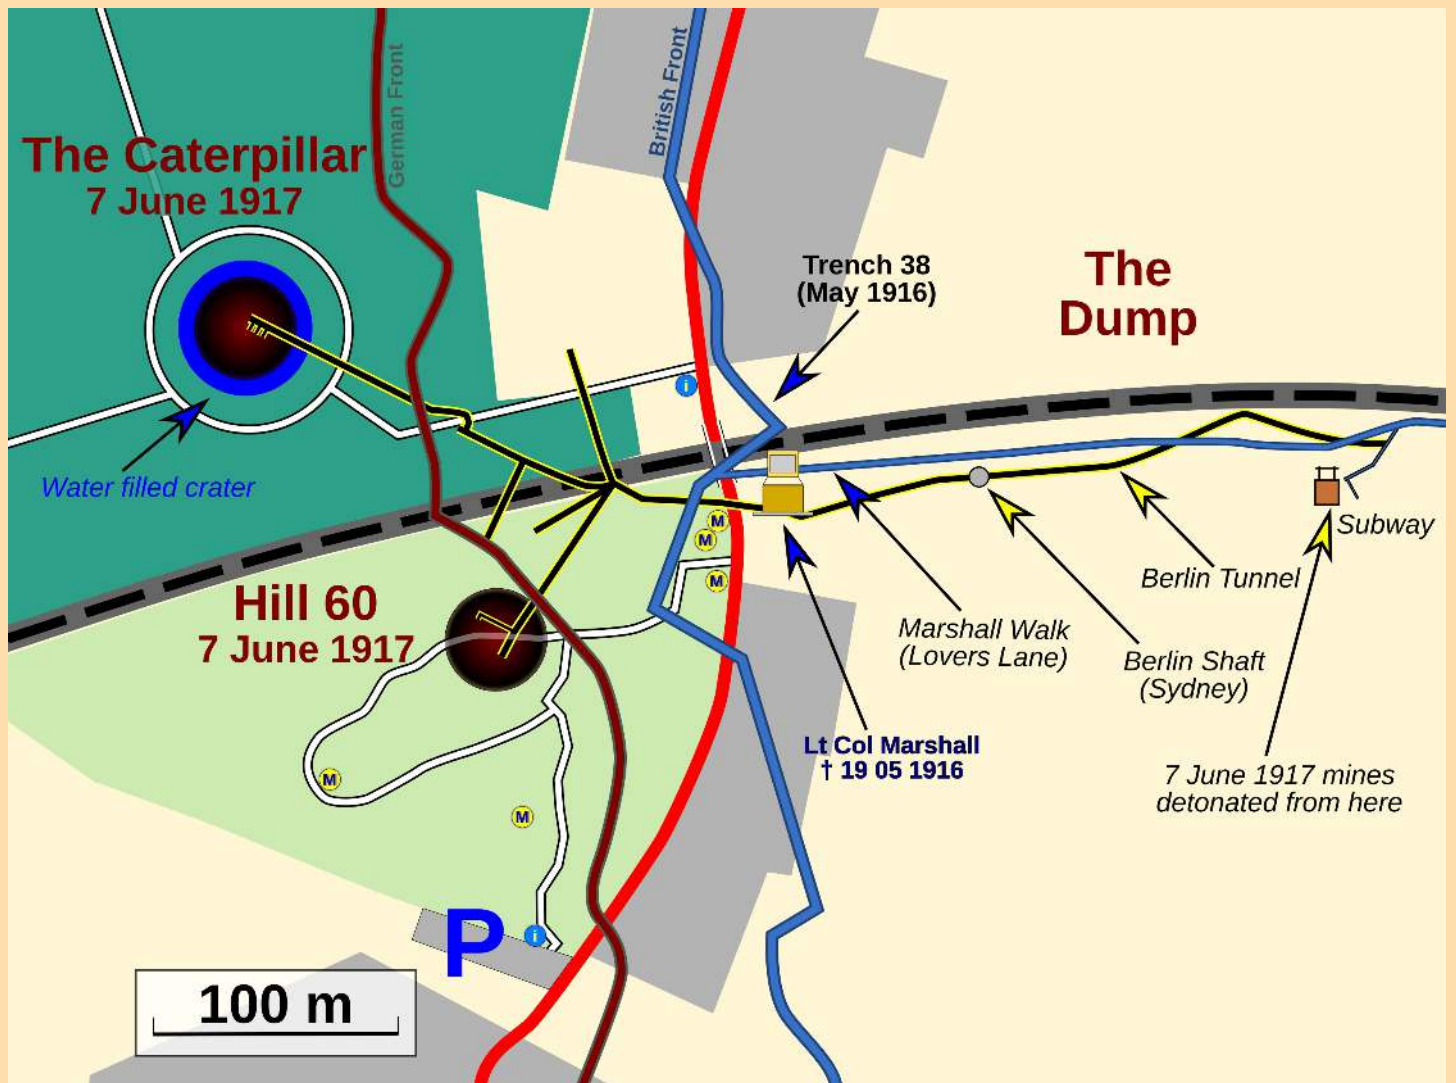 German Front
British Front
The Caterpillar
7 June 1917
Water filled crater
i
Trench 38
(May 1916)
The
Dump
M
M
M
Subway
Berlin Tunnel
Hill 60
7 June 1917
Marshall Walk
(Lovers Lane)
Berlin Shaft
(Sydney)
Lt Col Marshall
† 19 05 1916
7 June 1917 mines
detonated from here
M
M
P
i
100 m